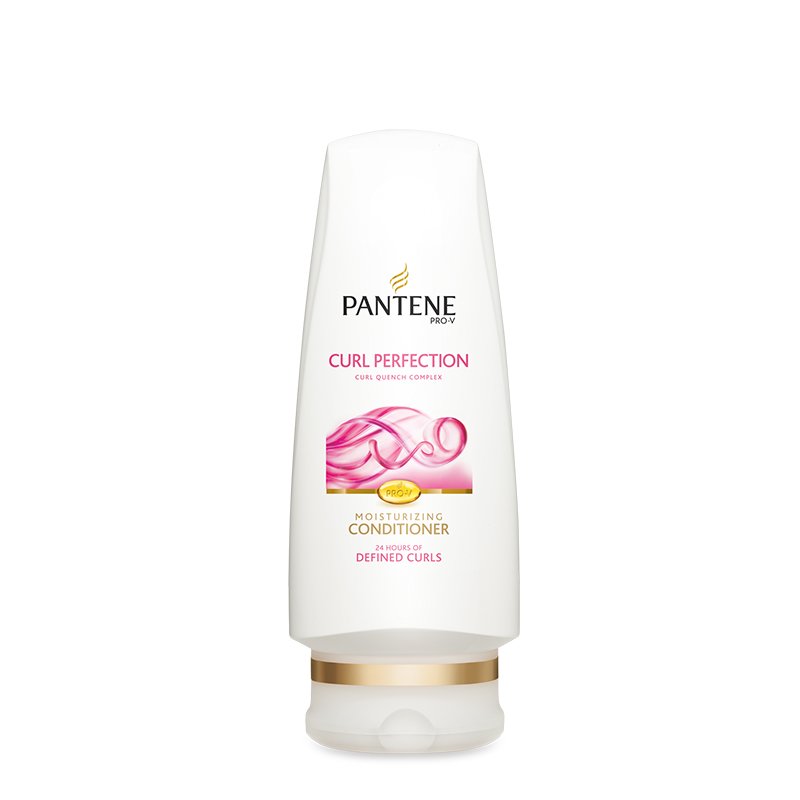 PANTENE
PRO-V
CURL PERFECTION
CURL QUENCH COMPLEX
PRO-V
MOISTURIZING
CONDITIONER
24 HOURS OF
DEFINED CURLS